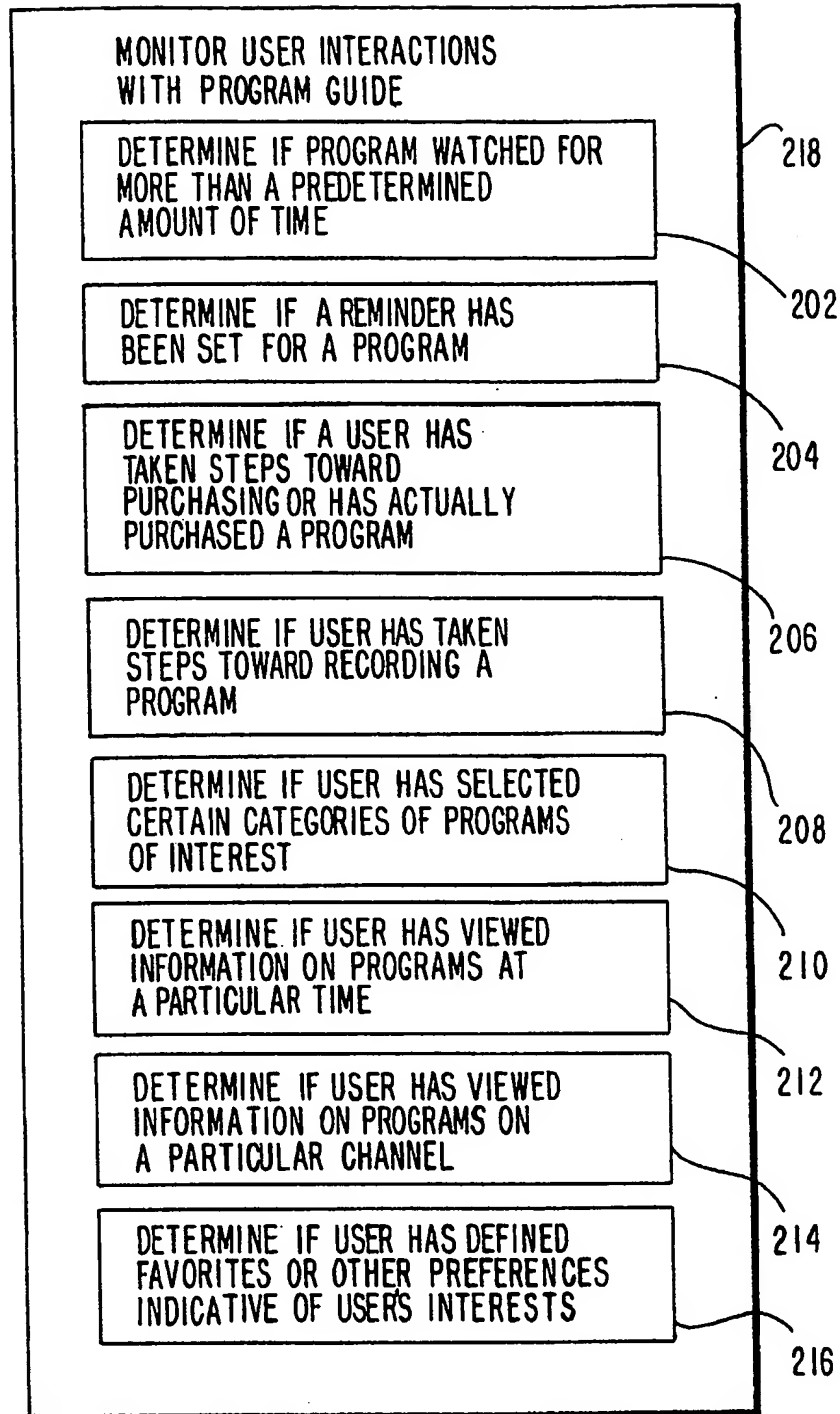 MONITOR USER INTERACTIONS
WITH PROGRAM GUIDE
218
DETERMINE IF PROGRAM WATCHED FOR
MORE THAN A PREDETERMINED
AMOUNT OF TIME
202
DETERMINE IF A REMINDER HAS
BEEN SET FOR A PROGRAM
204
DETERMINE IF A USER HAS
TAKEN STEPS TOWARD
PURCHASING OR HAS ACTUALLY
PURCHASED A PROGRAM
206
DETERMINE IF USER HAS TAKEN
STEPS TOWARD RECORDING A
PROGRAM
208
DETERMINE IF USER HAS SELECTED
CERTAIN CATEGORIES OF PROGRAMS
OF INTEREST
210
DETERMINE IF USER HAS VIEWED
INFORMATION ON PROGRAMS AT
A PARTICULAR TIME
212
DETERMINE IF USER HAS VIEWED
INFORMATION ON PROGRAMS ON
A PARTICULAR CHANNEL
214
DETERMINE IF USER HAS DEFINED
FAVORITES OR OTHER PREFERENCES
INDICATIVE OF USER'S INTERESTS
216